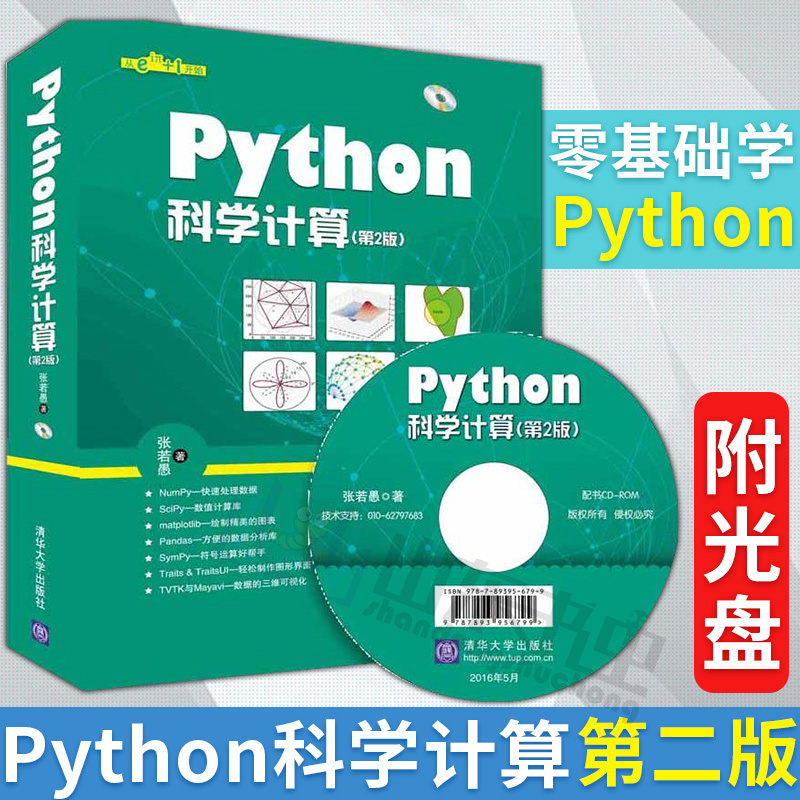 从e^iπ+1开始
Python
科学计算(第2版)
张若愚 著
NumPy—快速处理数据
SciPy—数值计算库
matplotlib—绘制精美的图表
Pandas—方便的数据分析库
SymPy—符号运算好帮手
Traits & TraitsUI—轻松制作图形界面
TVTK与Mayavi—数据的三维可视化
Python科学计算
(第2版)
张若愚 著
清华大学出版社
Python
科学计算(第2版)
张若愚◎著
技术支持：010-62797683
配书CD-ROM
版权所有 侵权必究
ISBN 978-7-89395-679-9
9 787893 956799 >
清华大学出版社
http://www.tup.com.cn
2016年5月
零基础学
Python
附光盘
Python科学计算第二版